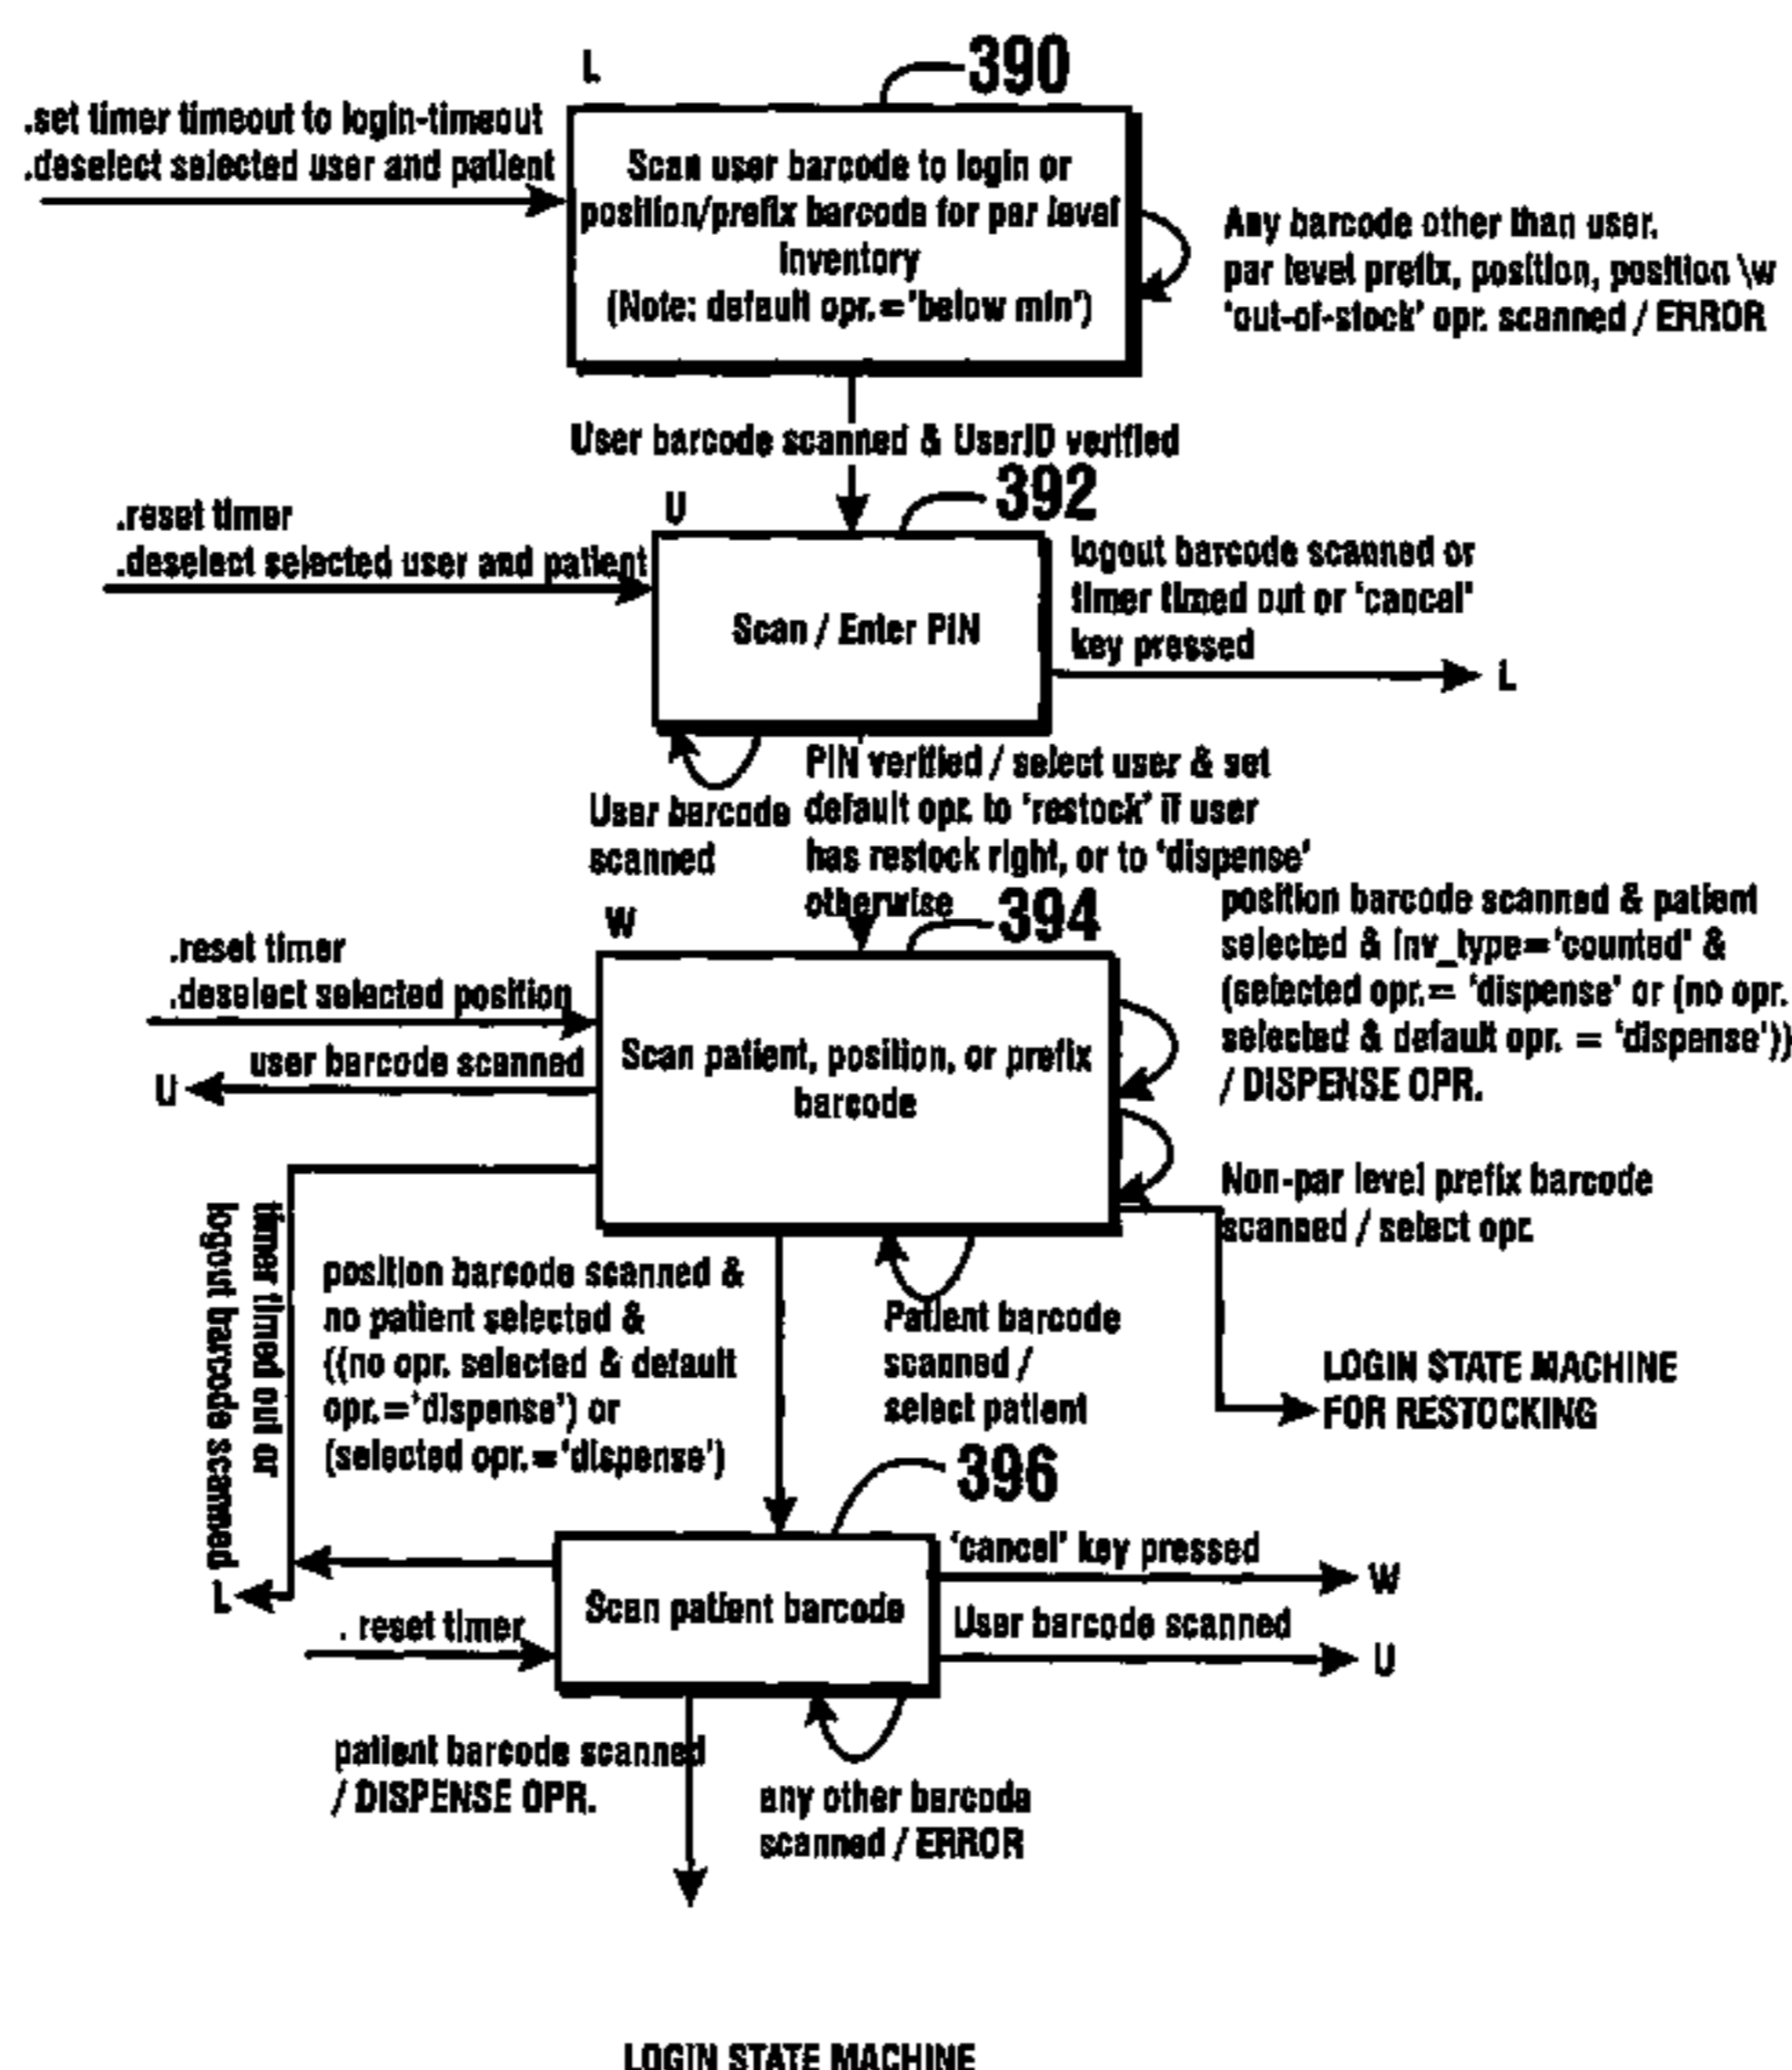 L
390
.set timer timeout to login-timeout
.deselect selected user and patient
Scan user barcode to login or
position/prefix barcode for par level
inventory
(Note: default opr.='below min')
Any barcode other than user.
par level prefix, position, position \w
'out-of-stock' opr. scanned / ERROR
User barcode scanned & UserID verified
392
U
.reset timer
.deselect selected user and patient
Scan / Enter PIN
logout barcode scanned or
timer timed out or 'cancel'
key pressed
L
User barcode
scanned
PIN verified / select user & set
default opr. to 'restock' if user
has restock right, or to 'dispense'
otherwise
394
W
.reset timer
.deselect selected position
user barcode scanned
U
Scan patient, position, or prefix
barcode
position barcode scanned & patient
selected & inv_type='counted' &
(selected opr.= 'dispense' or (no opr.
selected & default opr. = 'dispense'))
/ DISPENSE OPR.
Non-par level prefix barcode
scanned / select opr.
timer timed out or
logout barcode scanned
position barcode scanned &
no patient selected &
((no opr. selected & default
opr.='dispense') or
(selected opr.='dispense')
Patient barcode
scanned /
select patient
LOGIN STATE MACHINE
FOR RESTOCKING
396
L
. reset timer
Scan patient barcode
'cancel' key pressed
W
User barcode scanned
U
patient barcode scanned
/ DISPENSE OPR.
any other barcode
scanned / ERROR
LOGIN STATE MACHINE